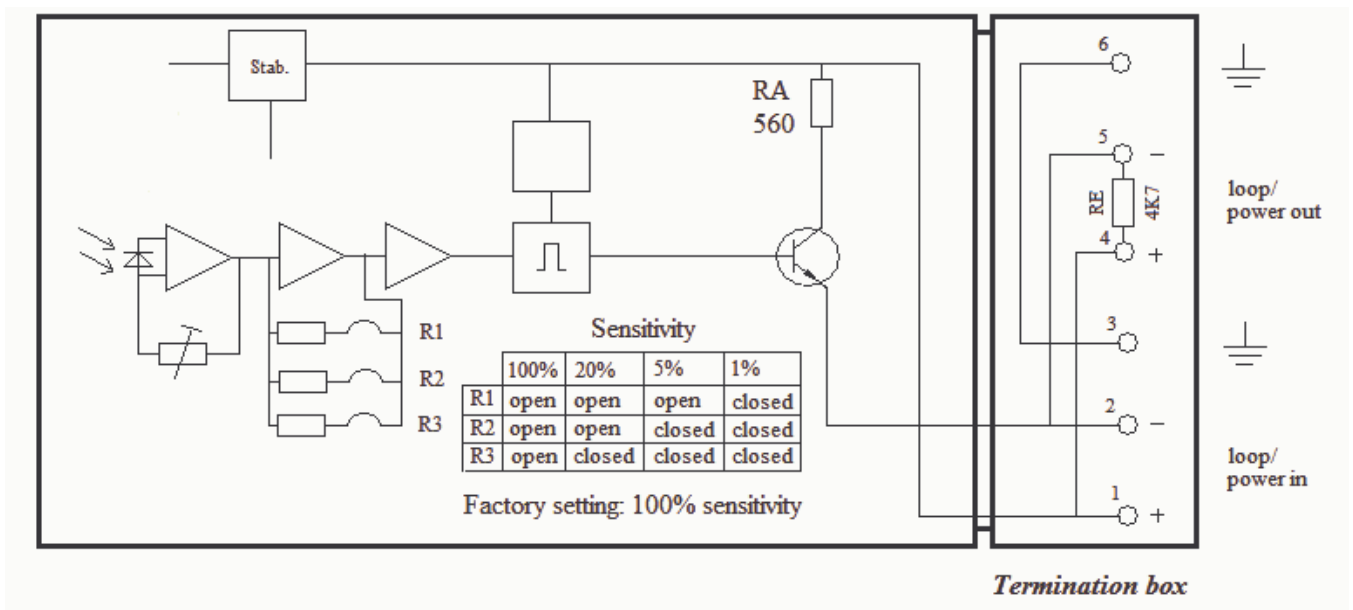 Stab.
RA
560
R1
R2
R3
Sensitivity
100% 20% 5% 1%
R1 open open open closed
R2 open open closed closed
R3 open closed closed closed
Factory setting: 100% sensitivity
6
5 −
RE 4K7
4 +
3
2 −
1 +
loop/
power out
loop/
power in
Termination box